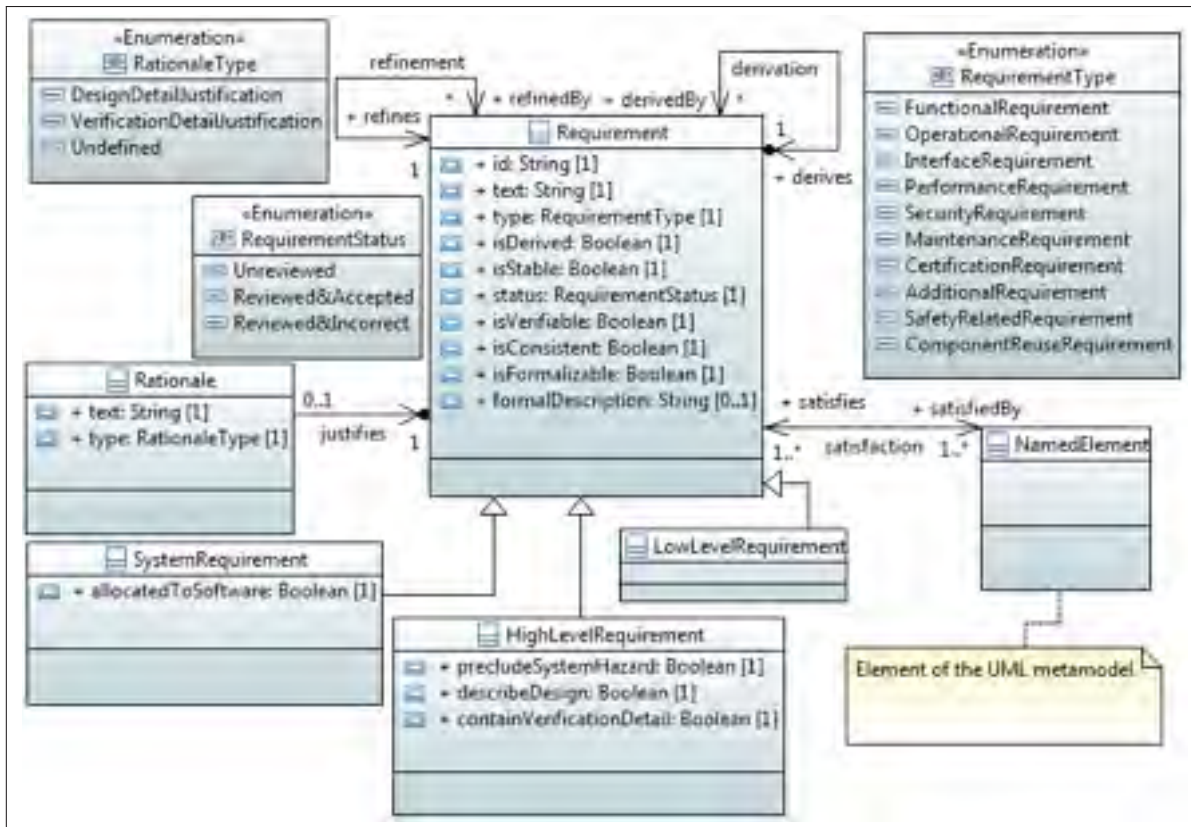 «Enumeration»
RationaleType
DesignDetailJustification
VerificationDetailJustification
Undefined
refinement
*
+ refinedBy
+ refines
1
derivation
+ derivedBy
*
1
+ derives
«Enumeration»
RequirementType
FunctionalRequirement
OperationalRequirement
InterfaceRequirement
PerformanceRequirement
SecurityRequirement
MaintenanceRequirement
CertificationRequirement
AdditionalRequirement
SafetyRelatedRequirement
ComponentReuseRequirement
«Enumeration»
RequirementStatus
Unreviewed
Reviewed&Accepted
Reviewed&Incorrect
Requirement
+ id: String [1]
+ text: String [1]
+ type: RequirementType [1]
+ isDerived: Boolean [1]
+ isStable: Boolean [1]
+ status: RequirementStatus [1]
+ isVerifiable: Boolean [1]
+ isConsistent: Boolean [1]
+ isFormalizable: Boolean [1]
+ formalDescription: String [0..1]
Rationale
+ text: String [1]
+ type: RationaleType [1]
0..1
justifies
1
+ satisfies
+ satisfiedBy
1..*
satisfaction
1..*
NamedElement
SystemRequirement
+ allocatedToSoftware: Boolean [1]
LowLevelRequirement
HighLevelRequirement
+ precludeSystemHazard: Boolean [1]
+ describeDesign: Boolean [1]
+ containVerificationDetail: Boolean [1]
Element of the UML metamodel